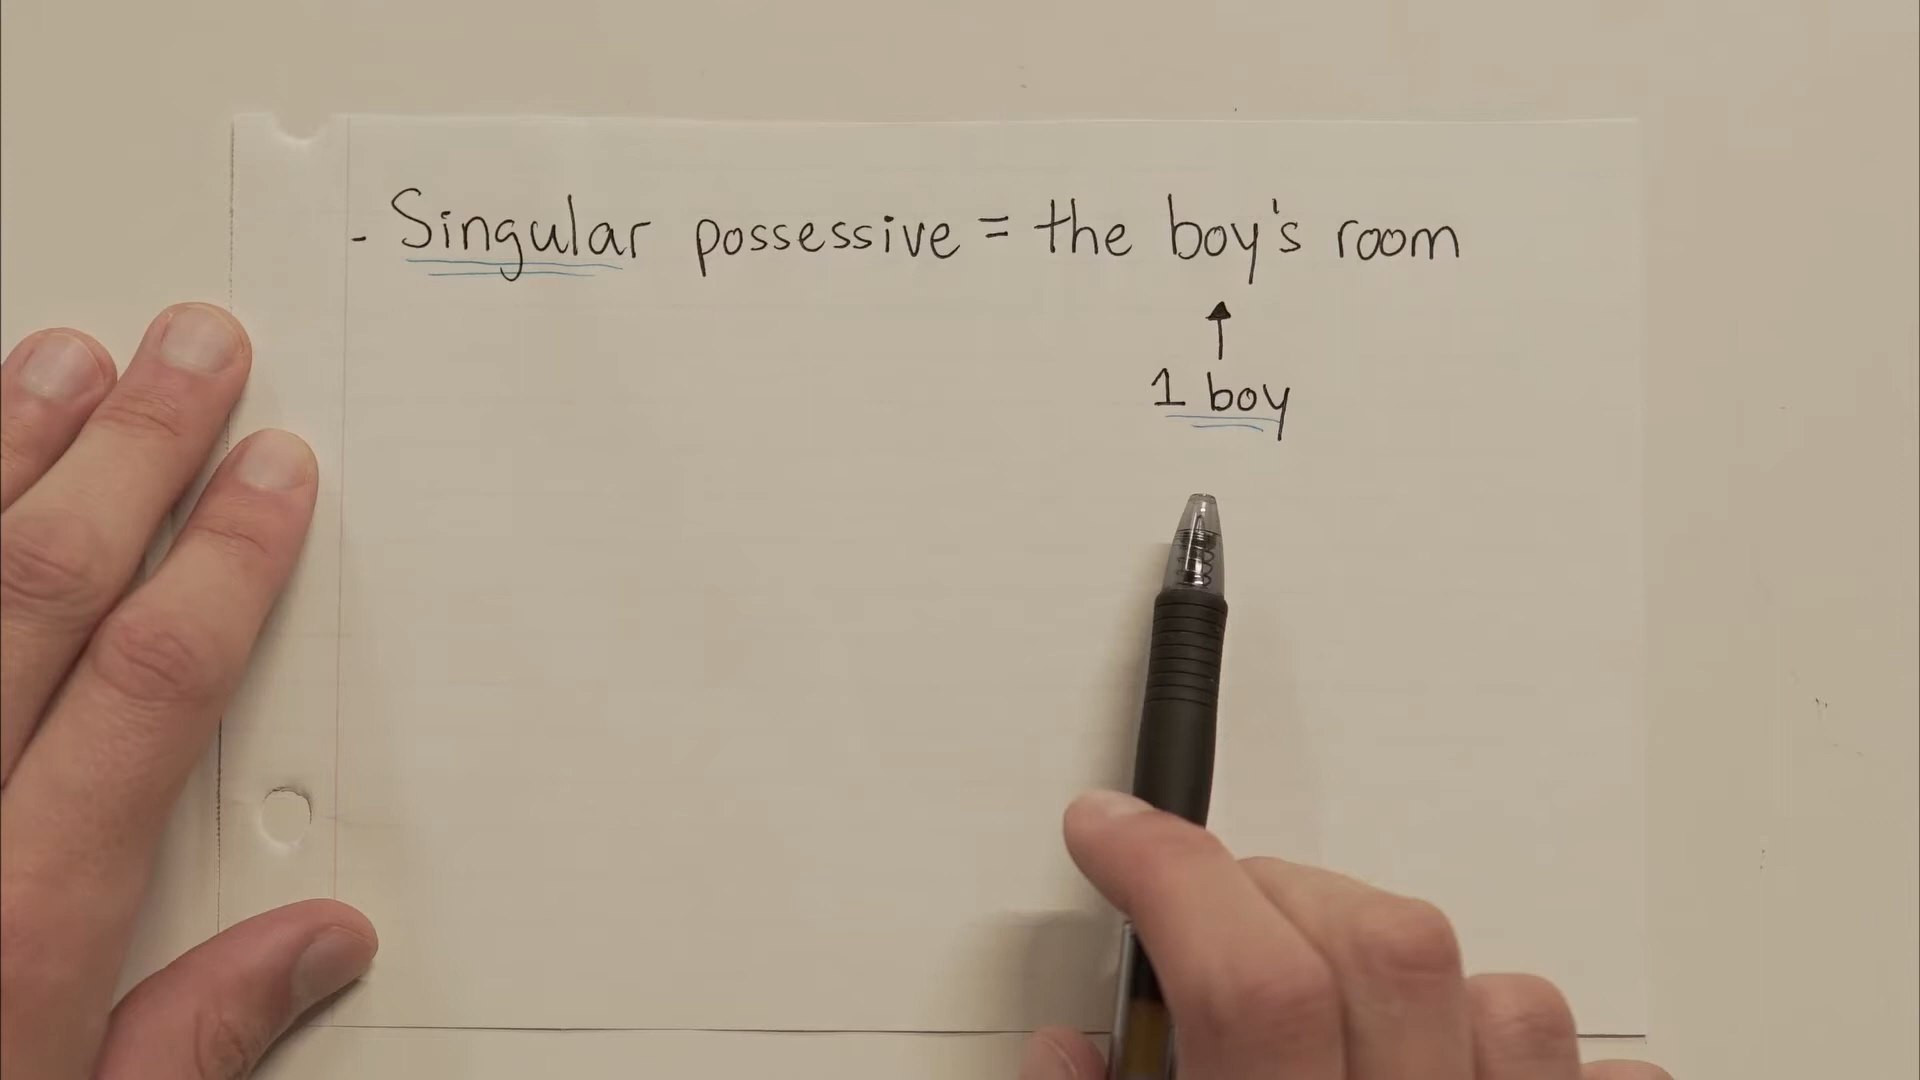 - Singular possessive = the boy's room
1 boy